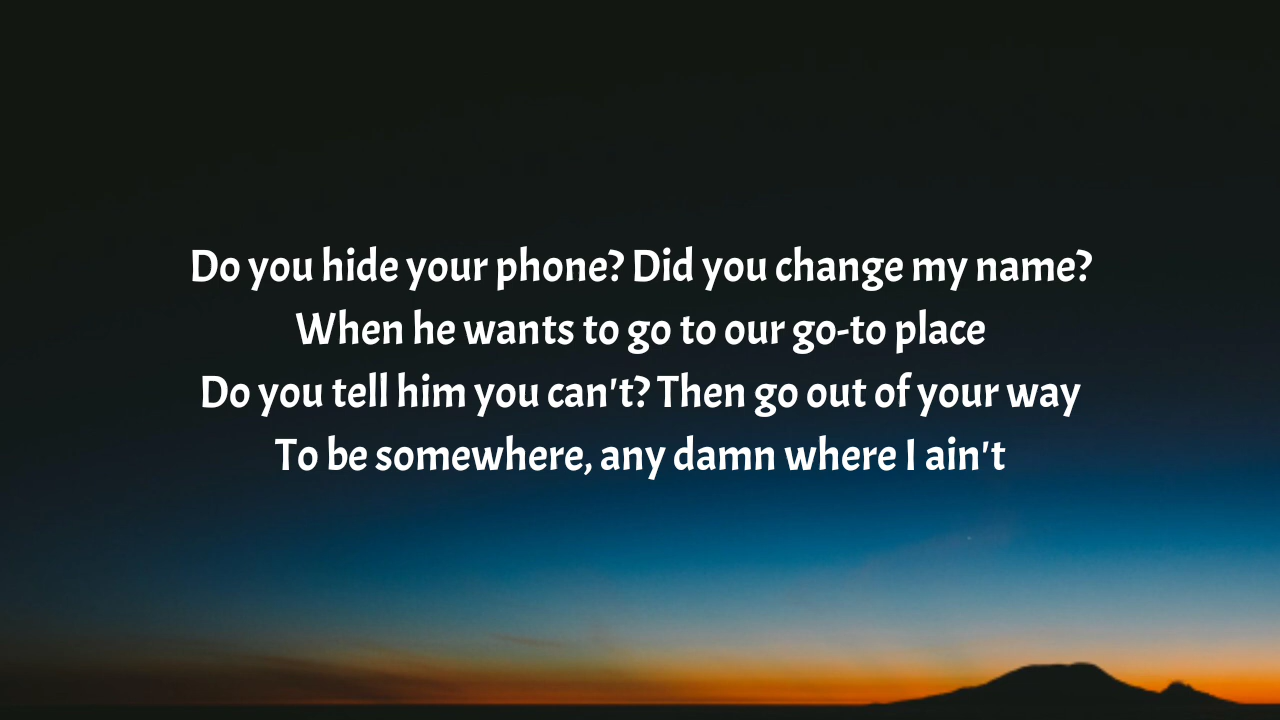 Do you hide your phone? Did you change my name?
When he wants to go to our go-to place
Do you tell him you can't? Then go out of your way
To be somewhere, any damn where I ain't